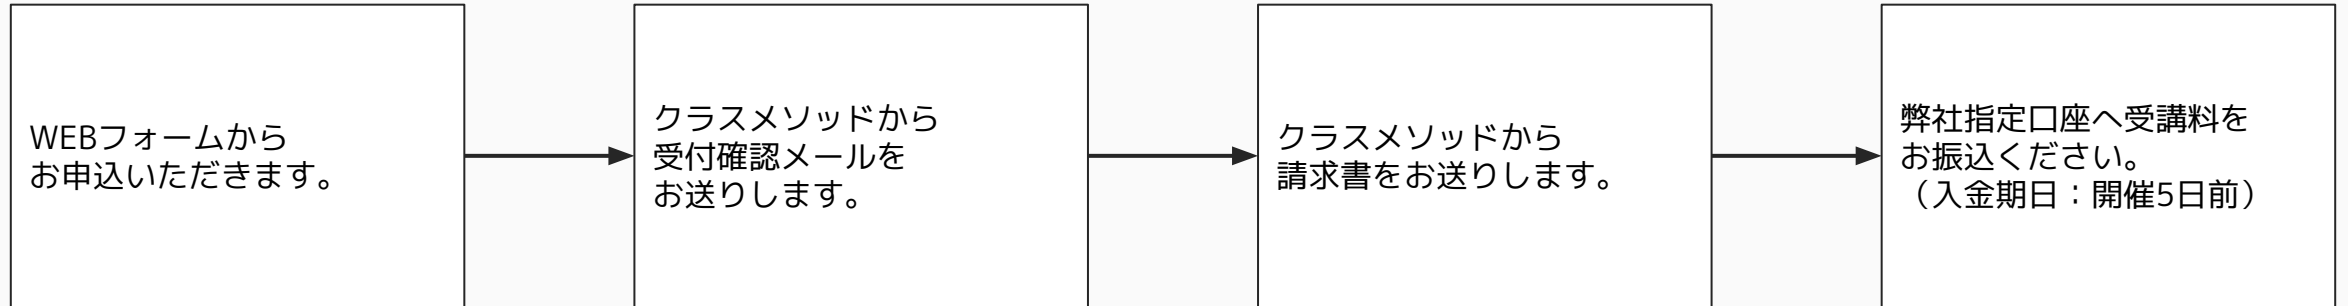 WEBフォームから
お申込いただきます。
クラスメソッドから
受付確認メールを
お送りします。
クラスメソッドから
請求書をお送りします。
弊社指定口座へ受講料を
お振込ください。
（入金期日：開催5日前）